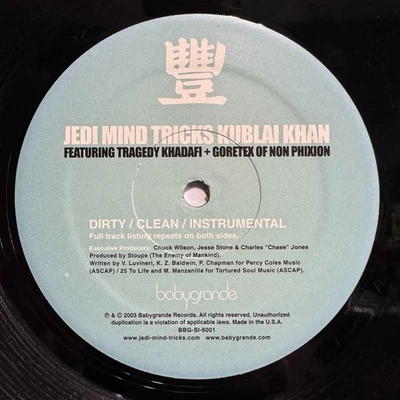 豐
JEDI MIND TRICKS KUBLAI KHAN
FEATURING TRAGEDY KHADAFI + GORETEX OF NON PHIXION
DIRTY / CLEAN / INSTRUMENTAL
Full track listing repeats on both sides.
Executive Producers: Chuck Wilson, Jesse Stone & Charles "Chase" Jones
Produced by Stoupe (The Enemy of Mankind).
Written by V. Luvineri, K. Z. Baldwin, P. Chapman for Percy Coles Music
(ASCAP) / 25 To Life and M. Manzanilla for Tortured Soul Music (ASCAP).
babygrande
℗ & © 2003 Babygrande Records. All rights reserved. Unauthorized
duplication is a violation of applicable laws. Made in the U.S.A.
BBG-SI-6001
www.jedi-mind-tricks.com www.babygrande.com